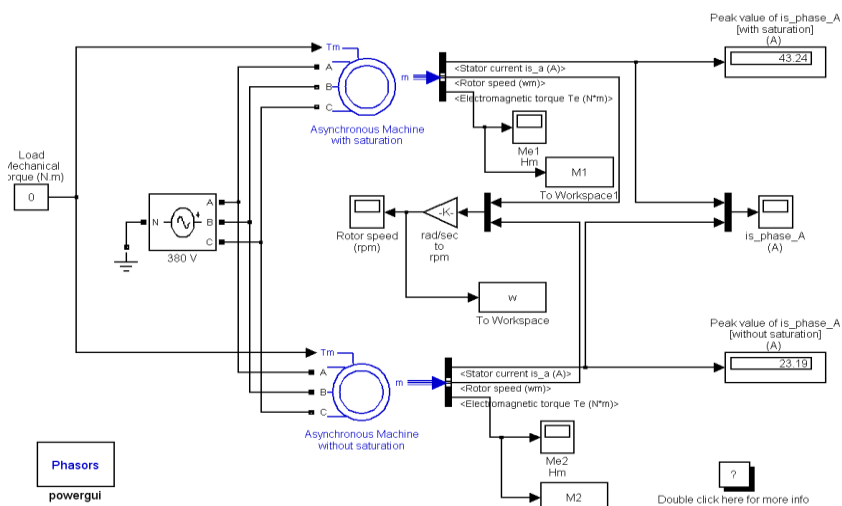 Peak value of is_phase_A
[with saturation]
(A)
43.24
Tm
A
B
C
m
<Stator current is_a (A)>
<Rotor speed (wm)>
<Electromagnetic torque Te (N*m)>
Asynchronous Machine
with saturation
Me1
Hm
M1
To Workspace1
Load
Mechanical
orque (N.m)
0
N
A
B
C
380 V
Rotor speed
(rpm)
-K-
rad/sec
to
rpm
is_phase_A
(A)
w
To Workspace
Peak value of is_phase_A
[without saturation]
(A)
23.19
Tm
A
B
C
m
<Stator current is_a (A)>
<Rotor speed (wm)>
<Electromagnetic torque Te (N*m)>
Asynchronous Machine
without saturation
Me2
Hm
M2
Phasors
powergui
?
Double click here for more info